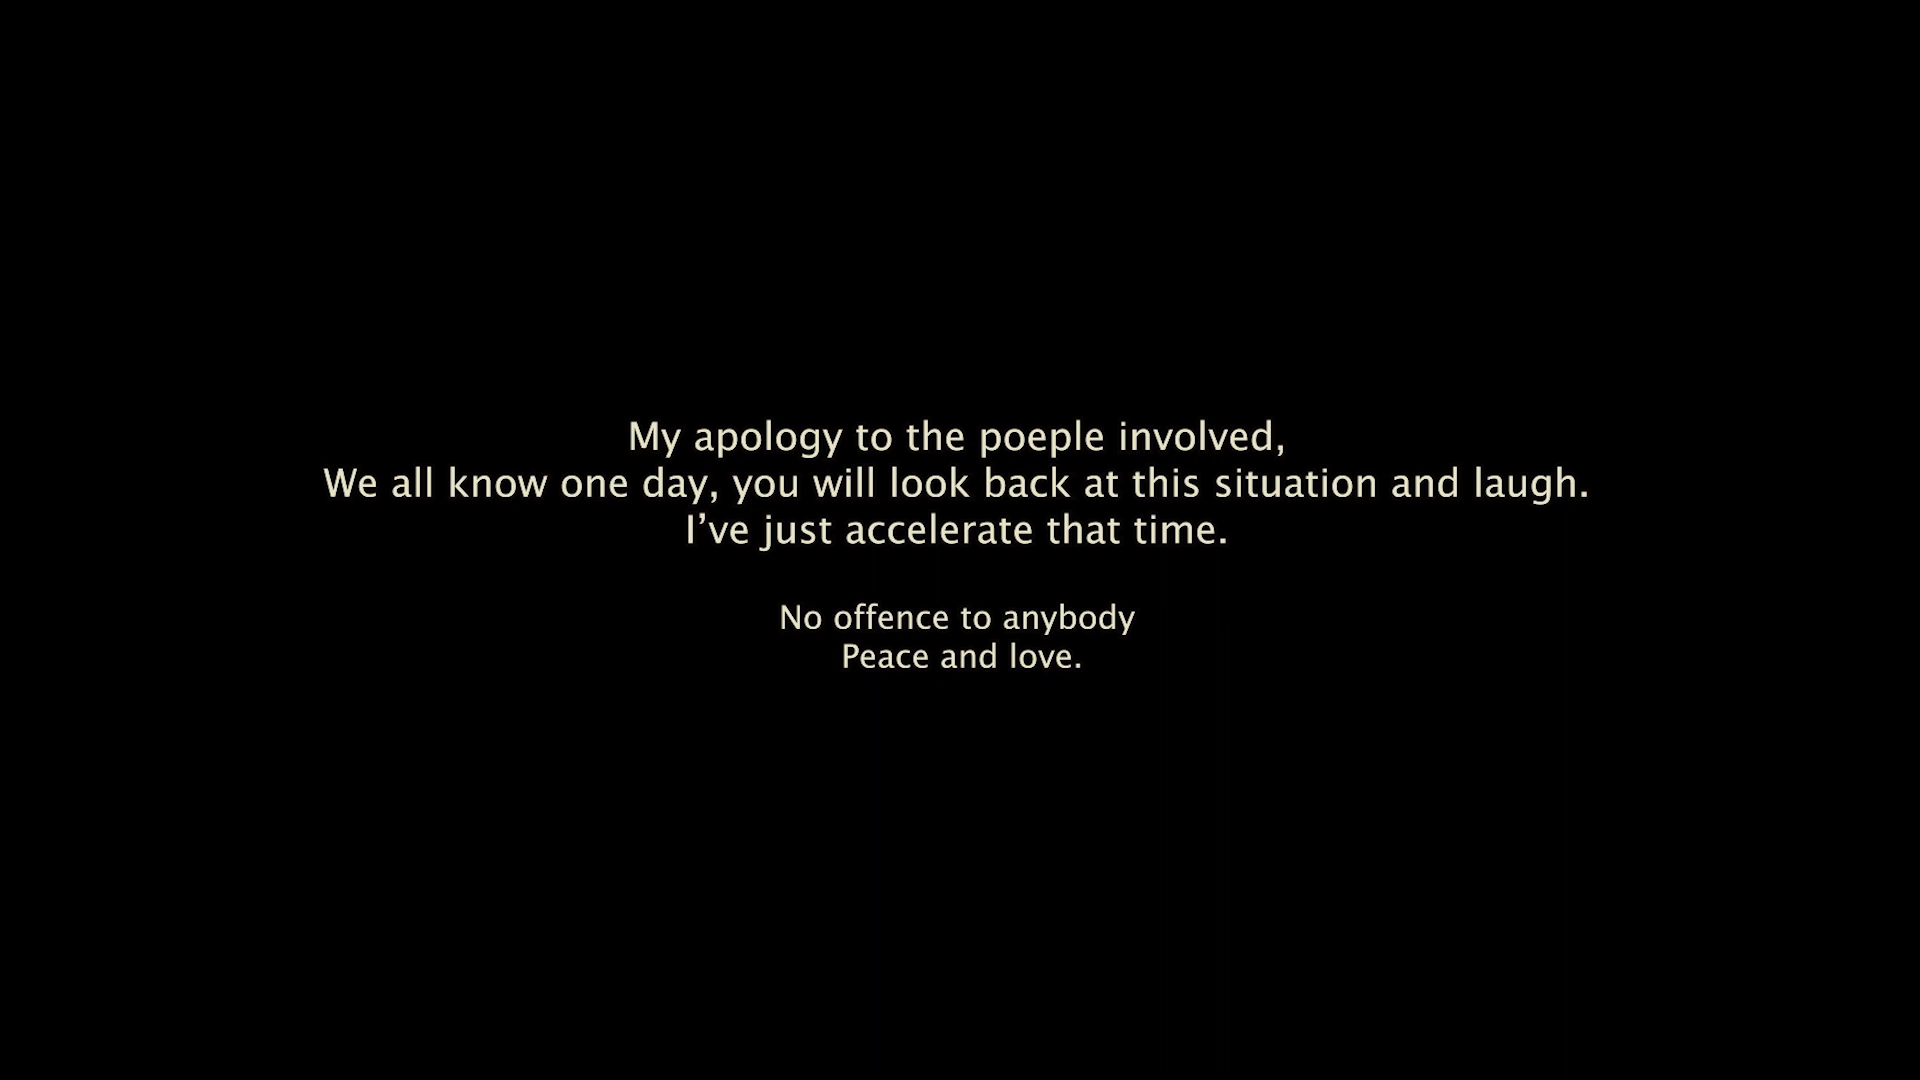 My apology to the poeple involved,
We all know one day, you will look back at this situation and laugh.
I’ve just accelerate that time.
No offence to anybody
Peace and love.